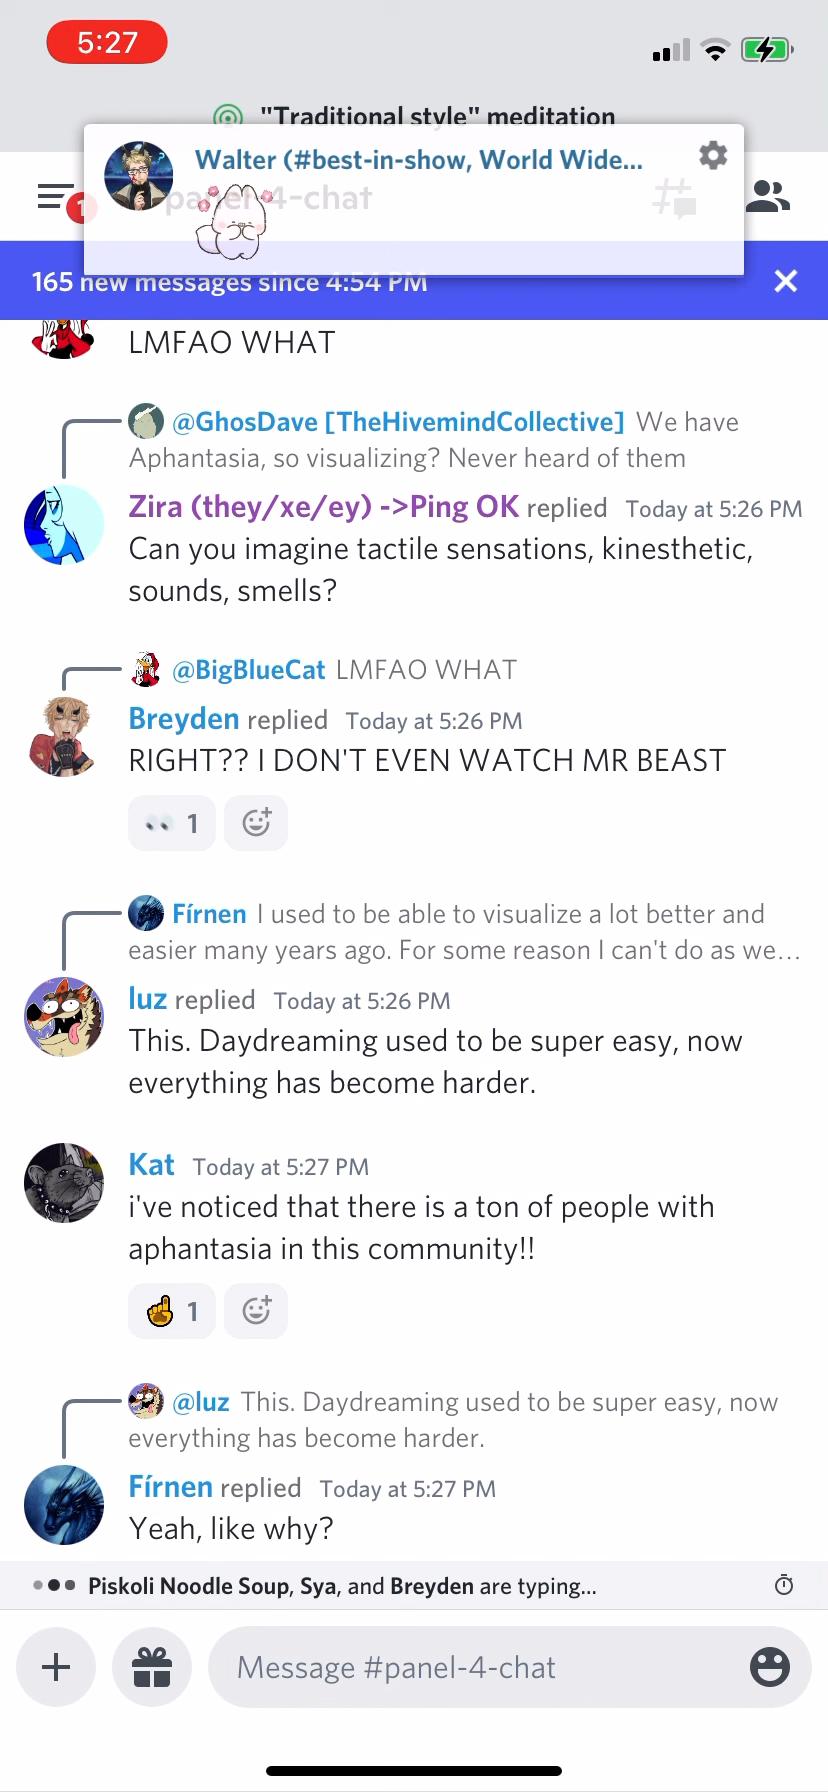 5:27
"Traditional style" meditation
Walter (#best-in-show, World Wide...
panel-4-chat
1
165 new messages since 4:54 PM
LMFAO WHAT
@GhosDave [TheHivemindCollective] We have
Aphantasia, so visualizing? Never heard of them
Zira (they/xe/ey) ->Ping OK replied Today at 5:26 PM
Can you imagine tactile sensations, kinesthetic,
sounds, smells?
@BigBlueCat LMFAO WHAT
Breyden replied Today at 5:26 PM
RIGHT?? I DON'T EVEN WATCH MR BEAST
1
Fírnen I used to be able to visualize a lot better and
easier many years ago. For some reason I can't do as we...
luz replied Today at 5:26 PM
This. Daydreaming used to be super easy, now
everything has become harder.
Kat Today at 5:27 PM
i've noticed that there is a ton of people with
aphantasia in this community!!
1
@luz This. Daydreaming used to be super easy, now
everything has become harder.
Fírnen replied Today at 5:27 PM
Yeah, like why?
Piskoli Noodle Soup, Sya, and Breyden are typing...
Message #panel-4-chat